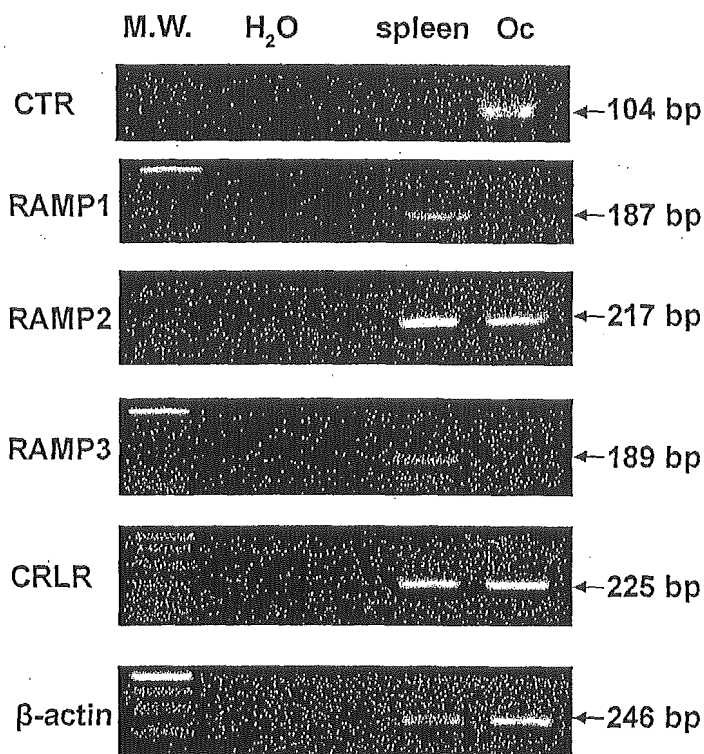 M.W. H₂O spleen Oc
CTR ←104 bp
RAMP1 ←187 bp
RAMP2 ←217 bp
RAMP3 ←189 bp
CRLR ←225 bp
β-actin ←246 bp